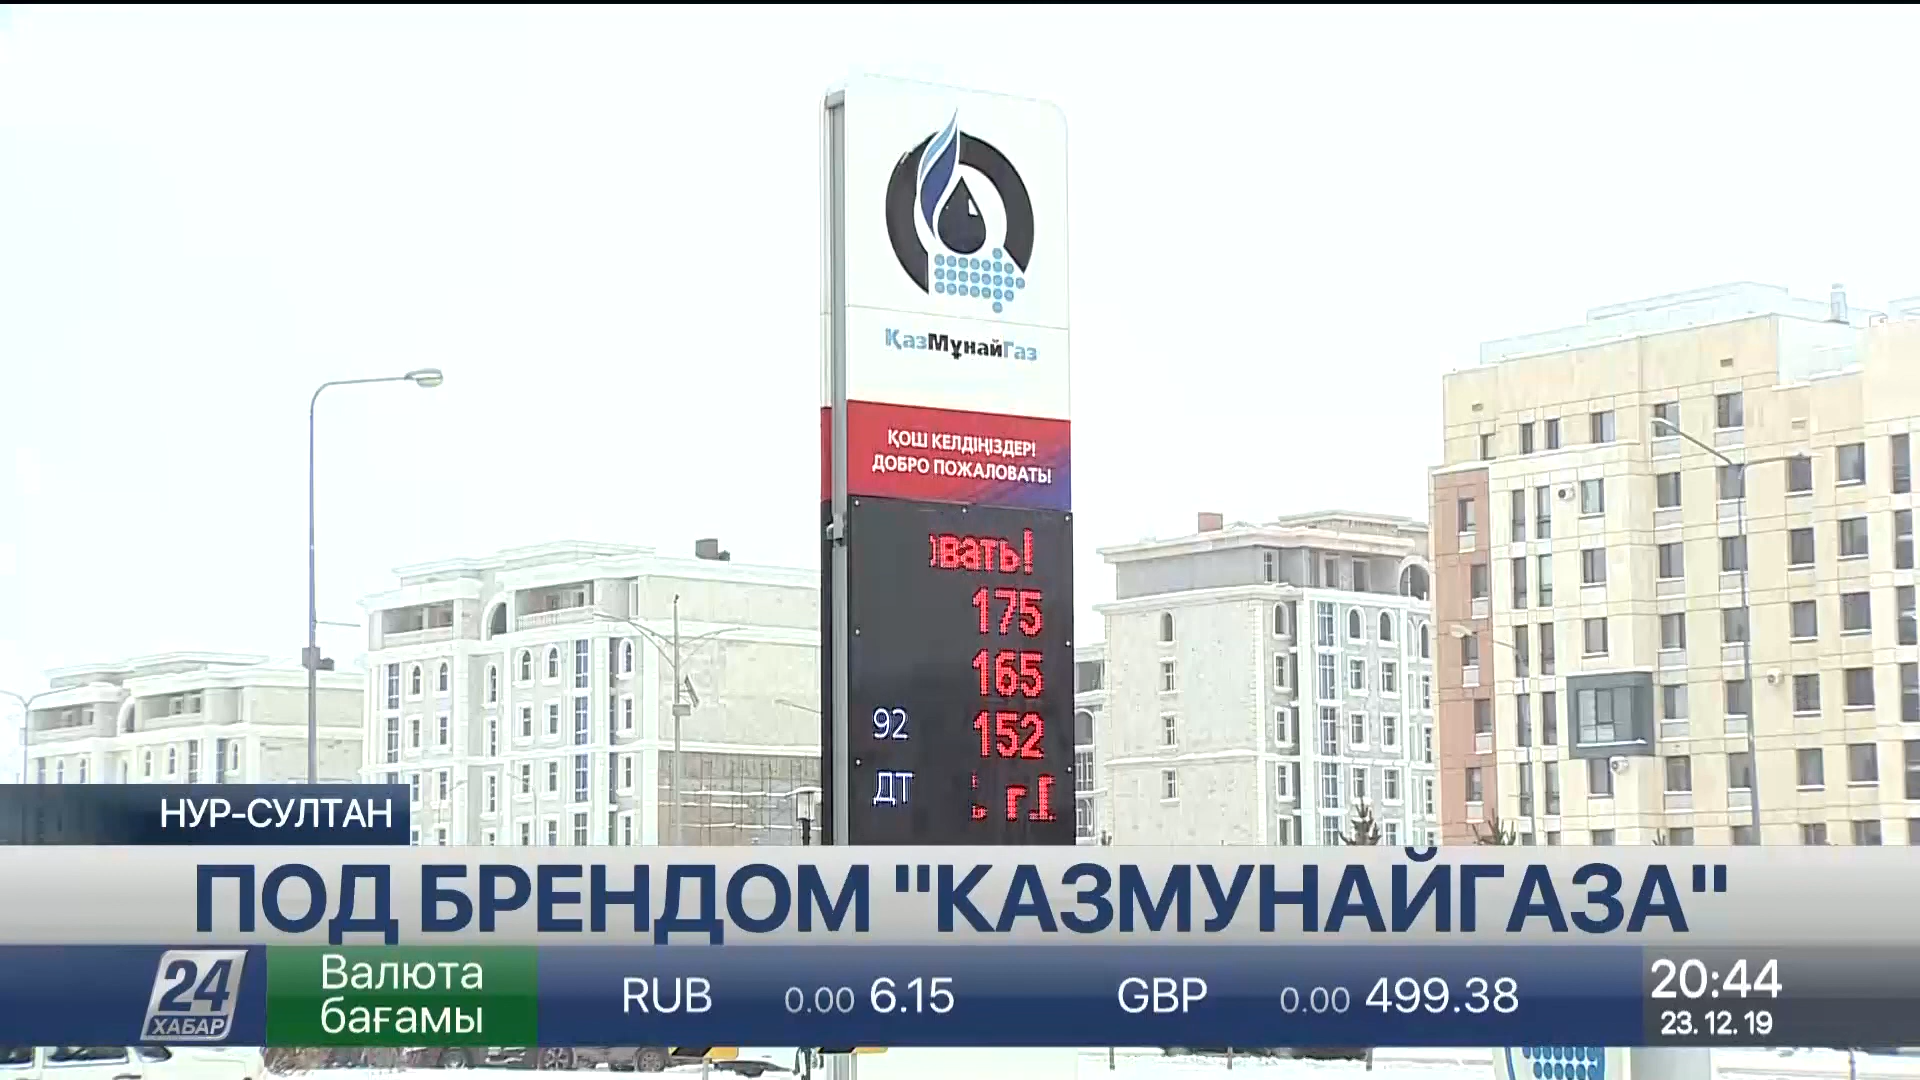 ҚазМұнайГаз
ҚОШ КЕЛДІҢІЗДЕР!
ДОБРО ПОЖАЛОВАТЬ!
овать!
175
165
92 152
ДТ
НУР-СУЛТАН
ПОД БРЕНДОМ "КАЗМУНАЙГАЗА"
24 ХАБАР
Валюта бағамы
RUB 0.00 6.15 GBP 0.00 499.38
20:44
23.12.19